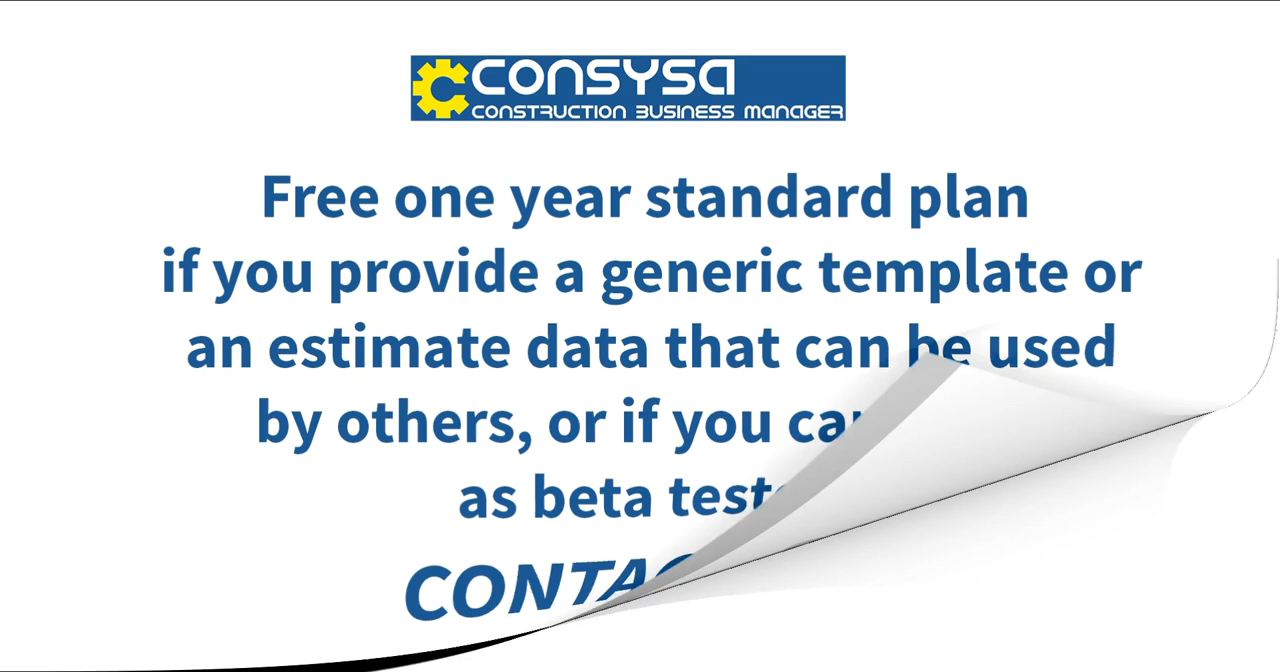 CONSYSA
CONSTRUCTION BUSINESS MANAGER
Free one year standard plan
if you provide a generic template or
an estimate data that can be used
by others, or if you
as beta